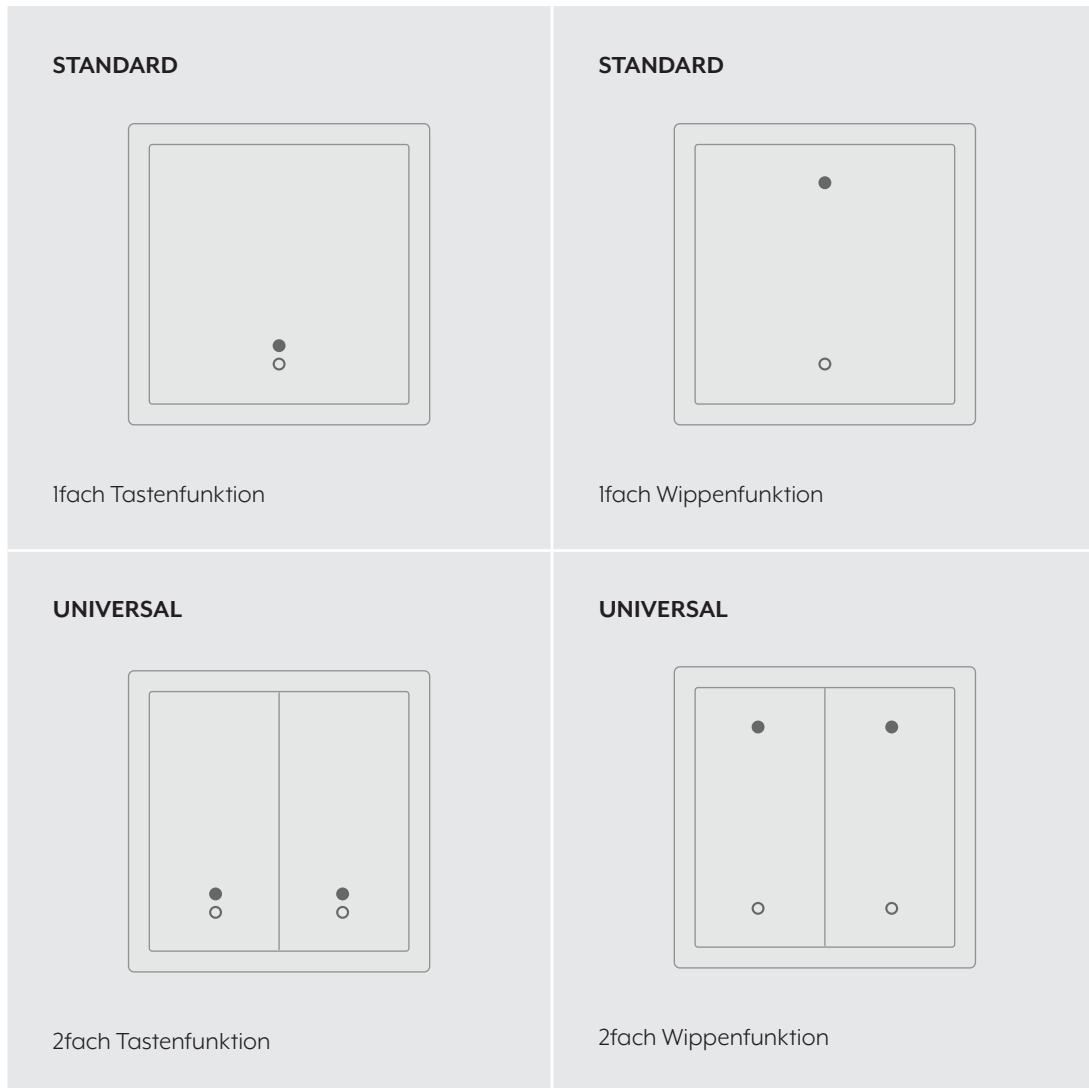 STANDARD
STANDARD
1fach Tastenfunktion
1fach Wippenfunktion
UNIVERSAL
UNIVERSAL
2fach Tastenfunktion
2fach Wippenfunktion